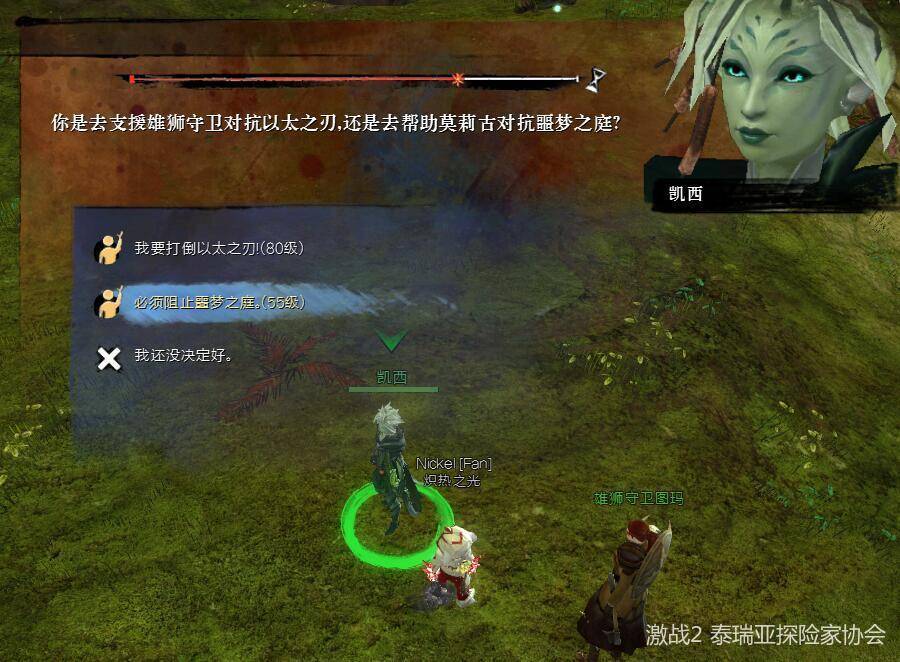 你是去支援雄狮守卫对抗以太之刃,还是去帮助莫莉古对抗噩梦之庭?
凯西
我要打倒以太之刃!(80级)
必须阻止噩梦之庭。(55级)
我还没决定好。
凯西
Nickel [Fan]
炽热之光
雄狮守卫图玛
激战2 泰瑞亚探险家协会